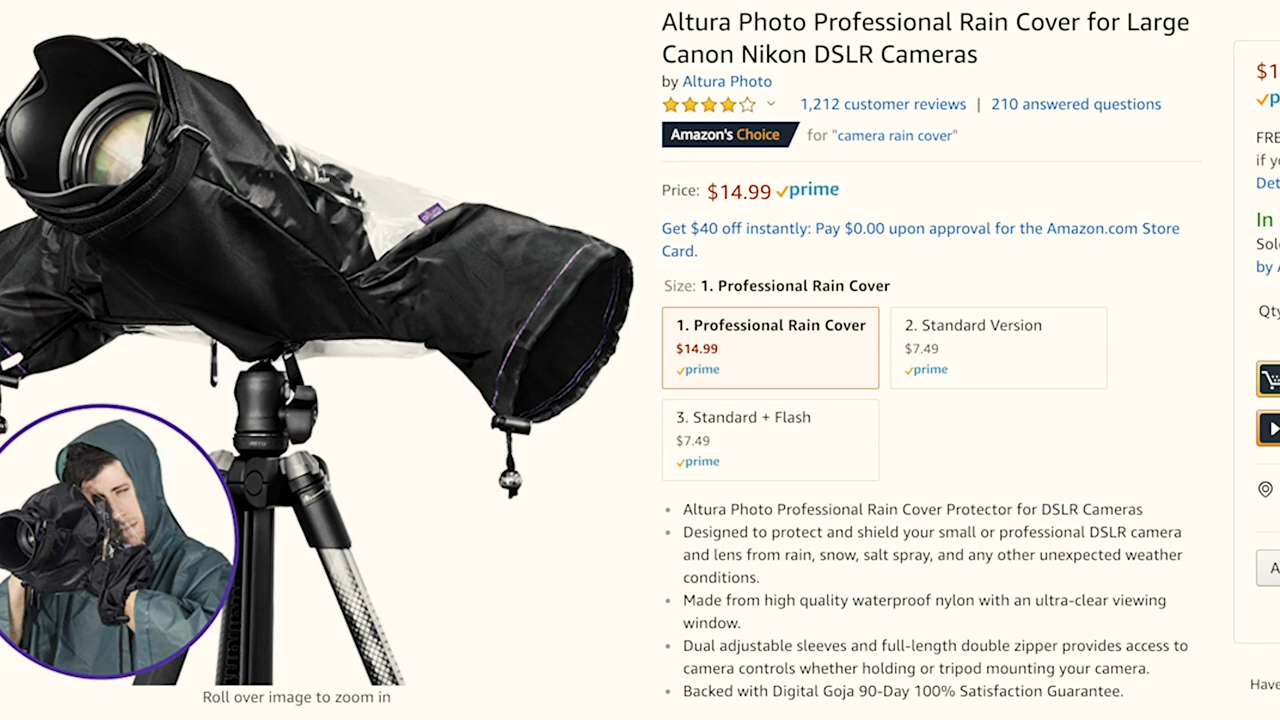 Altura Photo Professional Rain Cover for Large
Canon Nikon DSLR Cameras
by Altura Photo
1,212 customer reviews | 210 answered questions
Amazon's Choice for "camera rain cover"
Price: $14.99 prime
Get $40 off instantly: Pay $0.00 upon approval for the Amazon.com Store
Card.
Size: 1. Professional Rain Cover
1. Professional Rain Cover
$14.99
prime
2. Standard Version
$7.49
prime
3. Standard + Flash
$7.49
prime
• Altura Photo Professional Rain Cover Protector for DSLR Cameras
• Designed to protect and shield your small or professional DSLR camera
and lens from rain, snow, salt spray, and any other unexpected weather
conditions.
• Made from high quality waterproof nylon with an ultra-clear viewing
window.
• Dual adjustable sleeves and full-length double zipper provides access to
camera controls whether holding or tripod mounting your camera.
• Backed with Digital Goja 90-Day 100% Satisfaction Guarantee.
Roll over image to zoom in
$1
p
FRE
if yo
Det
In
Sol
by A
Qty
A
Have